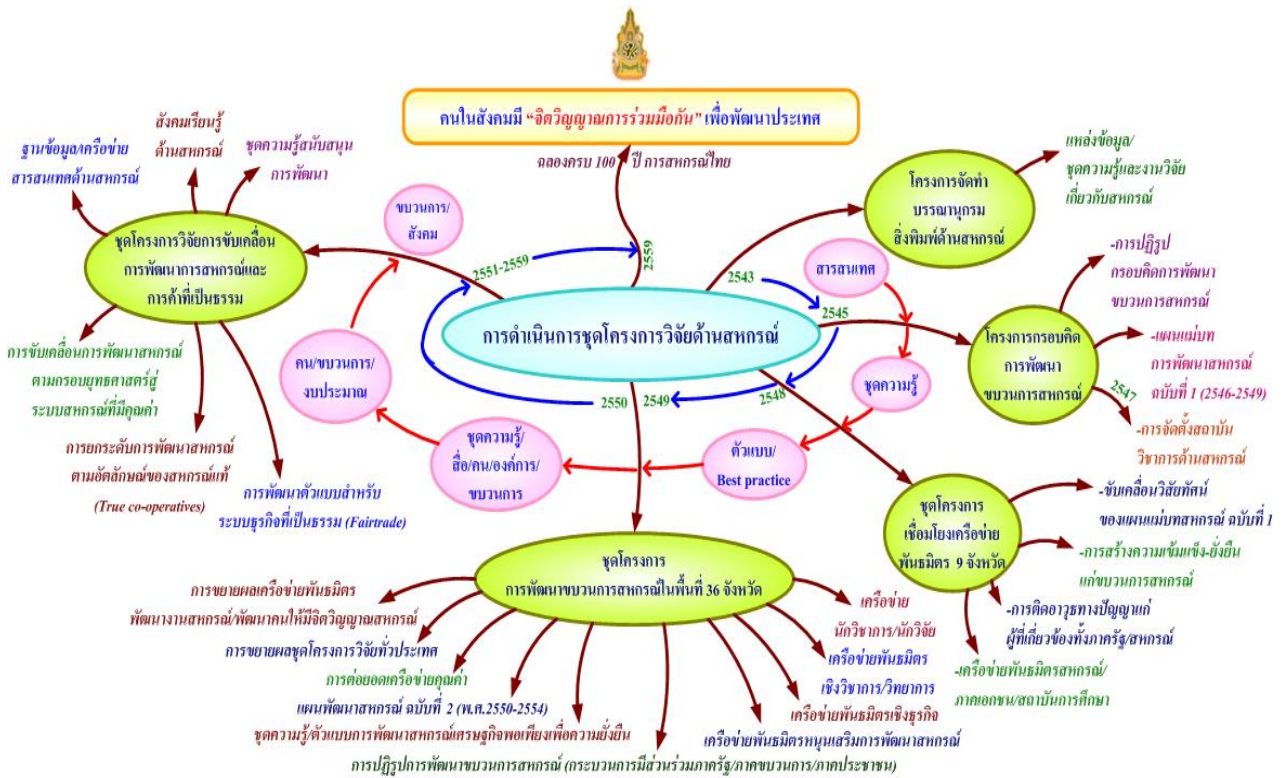 คนในสังคมมี “จิตวิญญาณการร่วมมือกัน” เพื่อพัฒนาประเทศ
ฉลองครบ 100 ปี การสหกรณ์ไทย
สังคมเรียนรู้
ด้านสหกรณ์
ฐานข้อมูล/เครือข่าย
สารสนเทศด้านสหกรณ์
ชุดความรู้สนับสนุน
การพัฒนา
ชุดโครงการวิจัยการขับเคลื่อน
การพัฒนาการสหกรณ์และ
การค้าที่เป็นธรรม
การขับเคลื่อนการพัฒนาสหกรณ์
ตามกรอบยุทธศาสตร์สู่
ระบบสหกรณ์ที่มีคุณค่า
การยกระดับการพัฒนาสหกรณ์
ตามอัตลักษณ์ของสหกรณ์แท้
(True co-operatives)
การพัฒนาตัวแบบสำหรับ
ระบบธุรกิจที่เป็นธรรม (Fairtrade)
ขบวนการ/
สังคม
2551-2559
2559
2543
2545
การดำเนินการชุดโครงการวิจัยด้านสหกรณ์
2550
2549
2548
สารสนเทศ
ชุดความรู้
ตัวแบบ/
Best practice
ชุดความรู้/
สื่อ/คน/องค์การ/
ขบวนการ
คน/ขบวนการ/
งบประมาณ
โครงการจัดทำ
บรรณานุกรม
สิ่งพิมพ์ด้านสหกรณ์
แหล่งข้อมูล/
ชุดความรู้และงานวิจัย
เกี่ยวกับสหกรณ์
โครงการกรอบคิด
การพัฒนา
ขบวนการสหกรณ์
-การปฏิรูป
กรอบคิดการพัฒนา
ขบวนการสหกรณ์
-แผนแม่บท
การพัฒนาสหกรณ์
ฉบับที่ 1 (2546-2549)
2547
-การจัดตั้งสถาบัน
วิชาการด้านสหกรณ์
ชุดโครงการ
เชื่อมโยงเครือข่าย
พันธมิตร 9 จังหวัด
-ขับเคลื่อนวิสัยทัศน์
ของแผนแม่บทสหกรณ์ ฉบับที่ 1
-การสร้างความเข้มแข็ง-ยั่งยืน
แก่ขบวนการสหกรณ์
-การติดอาวุธทางปัญญาแก่
ผู้ที่เกี่ยวข้องทั้งภาครัฐ/สหกรณ์
-เครือข่ายพันธมิตรสหกรณ์/
ภาคเอกชน/สถาบันการศึกษา
ชุดโครงการ
การพัฒนาขบวนการสหกรณ์ในพื้นที่ 36 จังหวัด
การขยายผลเครือข่ายพันธมิตร
พัฒนางานสหกรณ์/พัฒนาคนให้มีจิตวิญญาณสหกรณ์
การขยายผลชุดโครงการวิจัยทั่วประเทศ
การต่อยอดเครือข่ายคุณค่า
แผนพัฒนาสหกรณ์ ฉบับที่ 2 (พ.ศ.2550-2554)
ชุดความรู้/ตัวแบบการพัฒนาสหกรณ์เศรษฐกิจพอเพียงเพื่อความยั่งยืน
การปฏิรูปการพัฒนาขบวนการสหกรณ์ (กระบวนการมีส่วนร่วมภาครัฐ/ภาคขบวนการ/ภาคประชาชน)
เครือข่าย
นักวิชาการ/นักวิจัย
เครือข่ายพันธมิตร
เชิงวิชาการ/วิทยาการ
เครือข่ายพันธมิตรเชิงธุรกิจ
เครือข่ายพันธมิตรหนุนเสริมการพัฒนาสหกรณ์